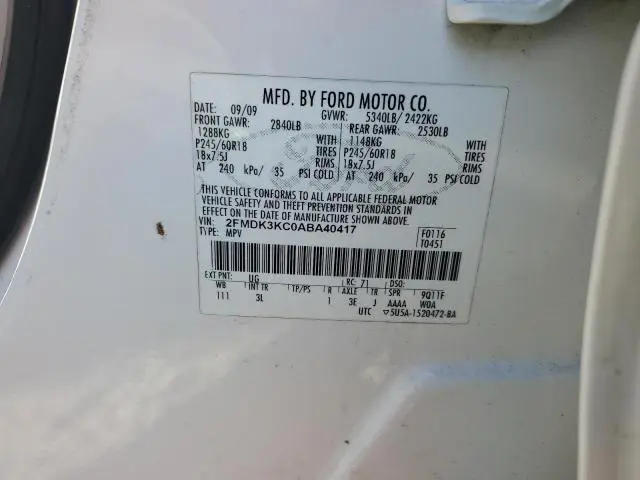 MFD. BY FORD MOTOR CO.
DATE: 09/09 GVWR: 5340LB/ 2422KG
FRONT GAWR: 2840LB REAR GAWR: 2530LB
1288KG WITH 1148KG WITH
P245/60R18 TIRES P245/60R18 TIRES
18x7.5J RIMS 18x7.5J RIMS
AT 240 kPa/ 35 PSI COLD AT 240 kPa/ 35 PSI COLD
THIS VEHICLE CONFORMS TO ALL APPLICABLE FEDERAL MOTOR
VEHICLE SAFETY AND THEFT PREVENTION STANDARDS IN
EFFECT ON THE DATE OF MANUFACTURE SHOWN ABOVE.
VIN: 2FMDK3KC0ABA40417 F0116
TYPE: MPV T0451
EXT PNT: UG RC: 71 DSO:
WB INT TR TP/PS R AXLE TR SPR 9Q11F
111 3L 1 3E J AAAA WOA
UTC ▽5U5A-1520472-BA